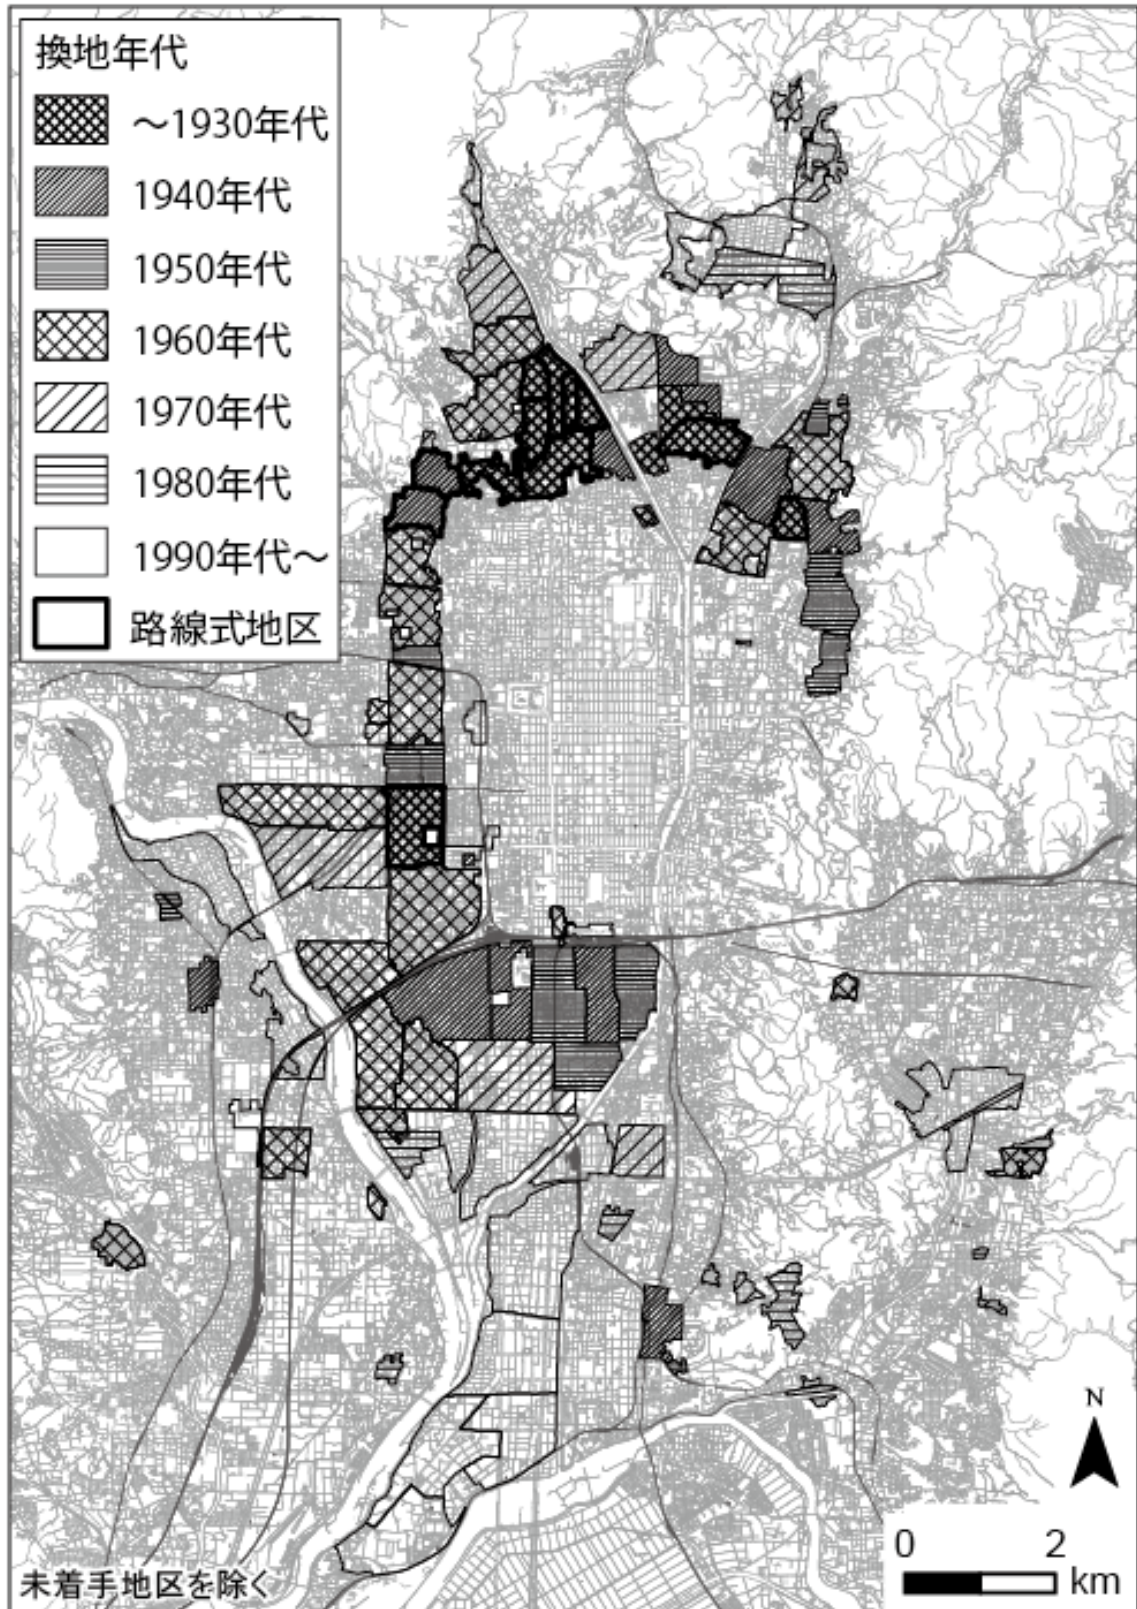 換地年代
～1930年代
1940年代
1950年代
1960年代
1970年代
1980年代
1990年代～
路線式地区
N
0 2
km
未着手地区を除く